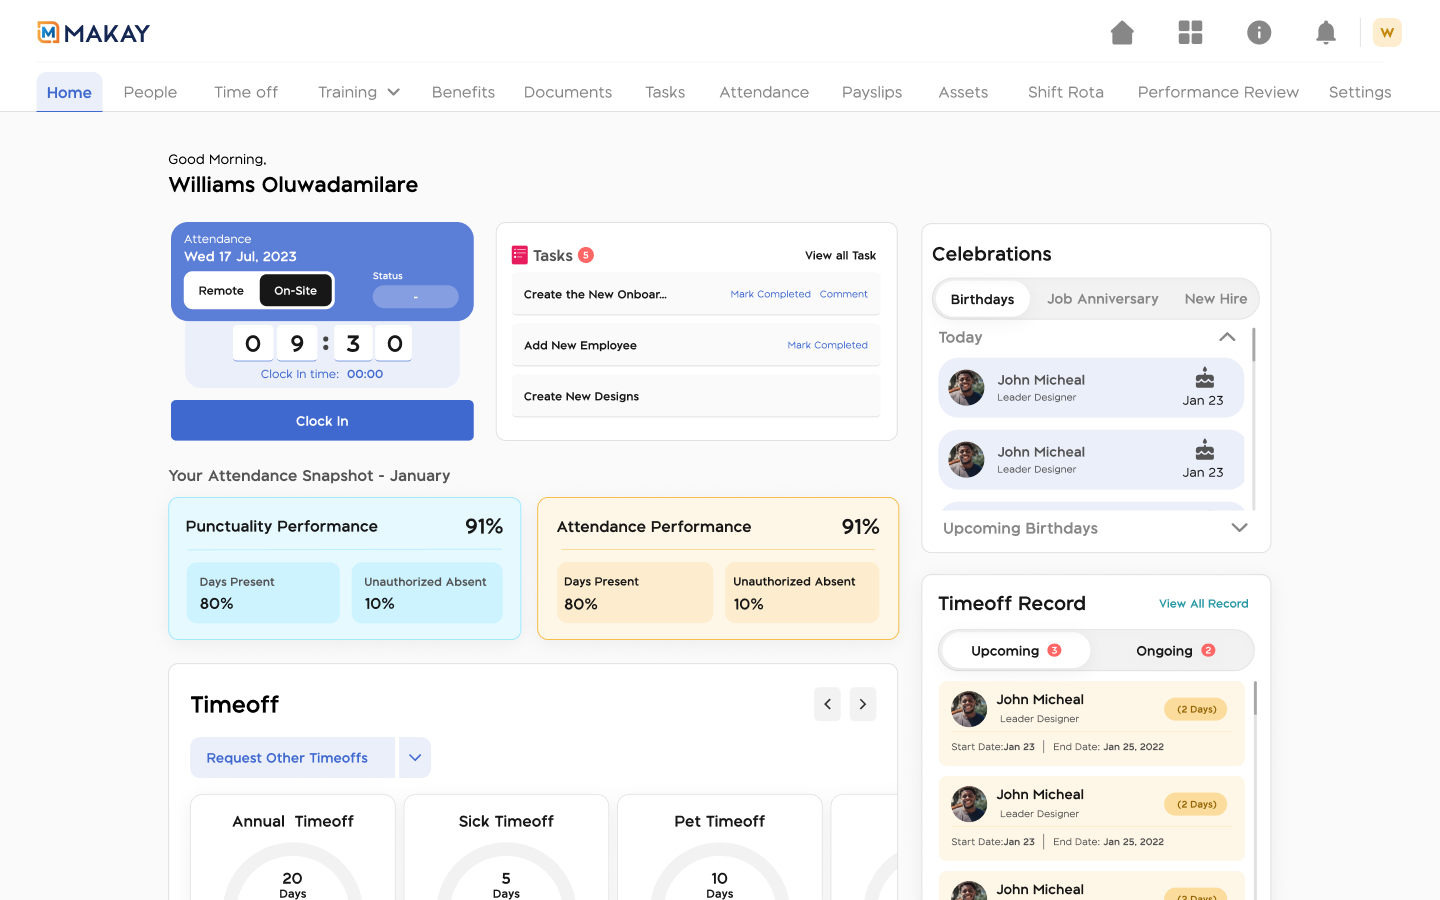 M MAKAY
W
Home People Time off Training Benefits Documents Tasks Attendance Payslips Assets Shift Rota Performance Review Settings
Good Morning,
Williams Oluwadamilare
Attendance
Wed 17 Jul, 2023
Remote On-Site
Status
-
0 9 : 3 0
Clock In time: 00:00
Clock In
Tasks 5
View all Task
Create the New Onboar... Mark Completed Comment
Add New Employee Mark Completed
Create New Designs
Celebrations
Birthdays Job Anniversary New Hire
Today
John Micheal
Leader Designer
Jan 23
John Micheal
Leader Designer
Jan 23
Upcoming Birthdays
Your Attendance Snapshot - January
Punctuality Performance 91%
Days Present
80%
Unauthorized Absent
10%
Attendance Performance 91%
Days Present
80%
Unauthorized Absent
10%
Timeoff
Request Other Timeoffs
Annual Timeoff
20
Days
Sick Timeoff
5
Days
Pet Timeoff
10
Days
Timeoff Record
View All Record
Upcoming 3 Ongoing 2
John Micheal
Leader Designer
(2 Days)
Start Date:Jan 23 End Date: Jan 25, 2022
John Micheal
Leader Designer
(2 Days)
Start Date:Jan 23 End Date: Jan 25, 2022
John Micheal
(2 Days)